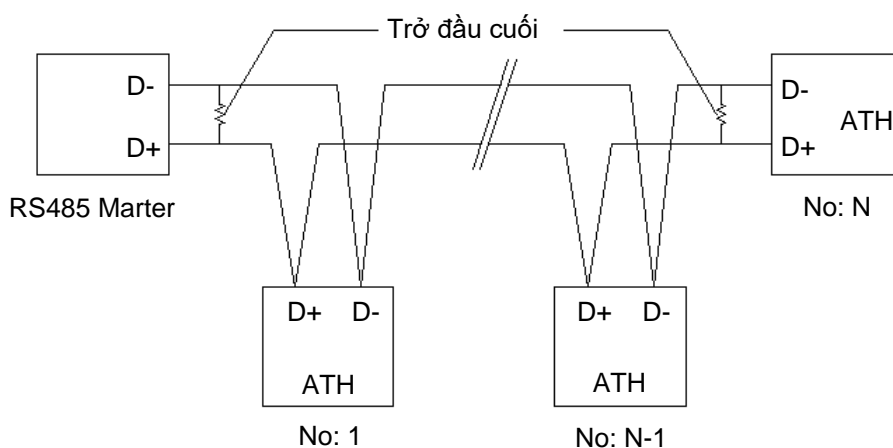 Trở đầu cuối
D-
D+
RS485 Marter
D-
D+
ATH
No: N
D+ D-
ATH
No: 1
D+ D-
ATH
No: N-1